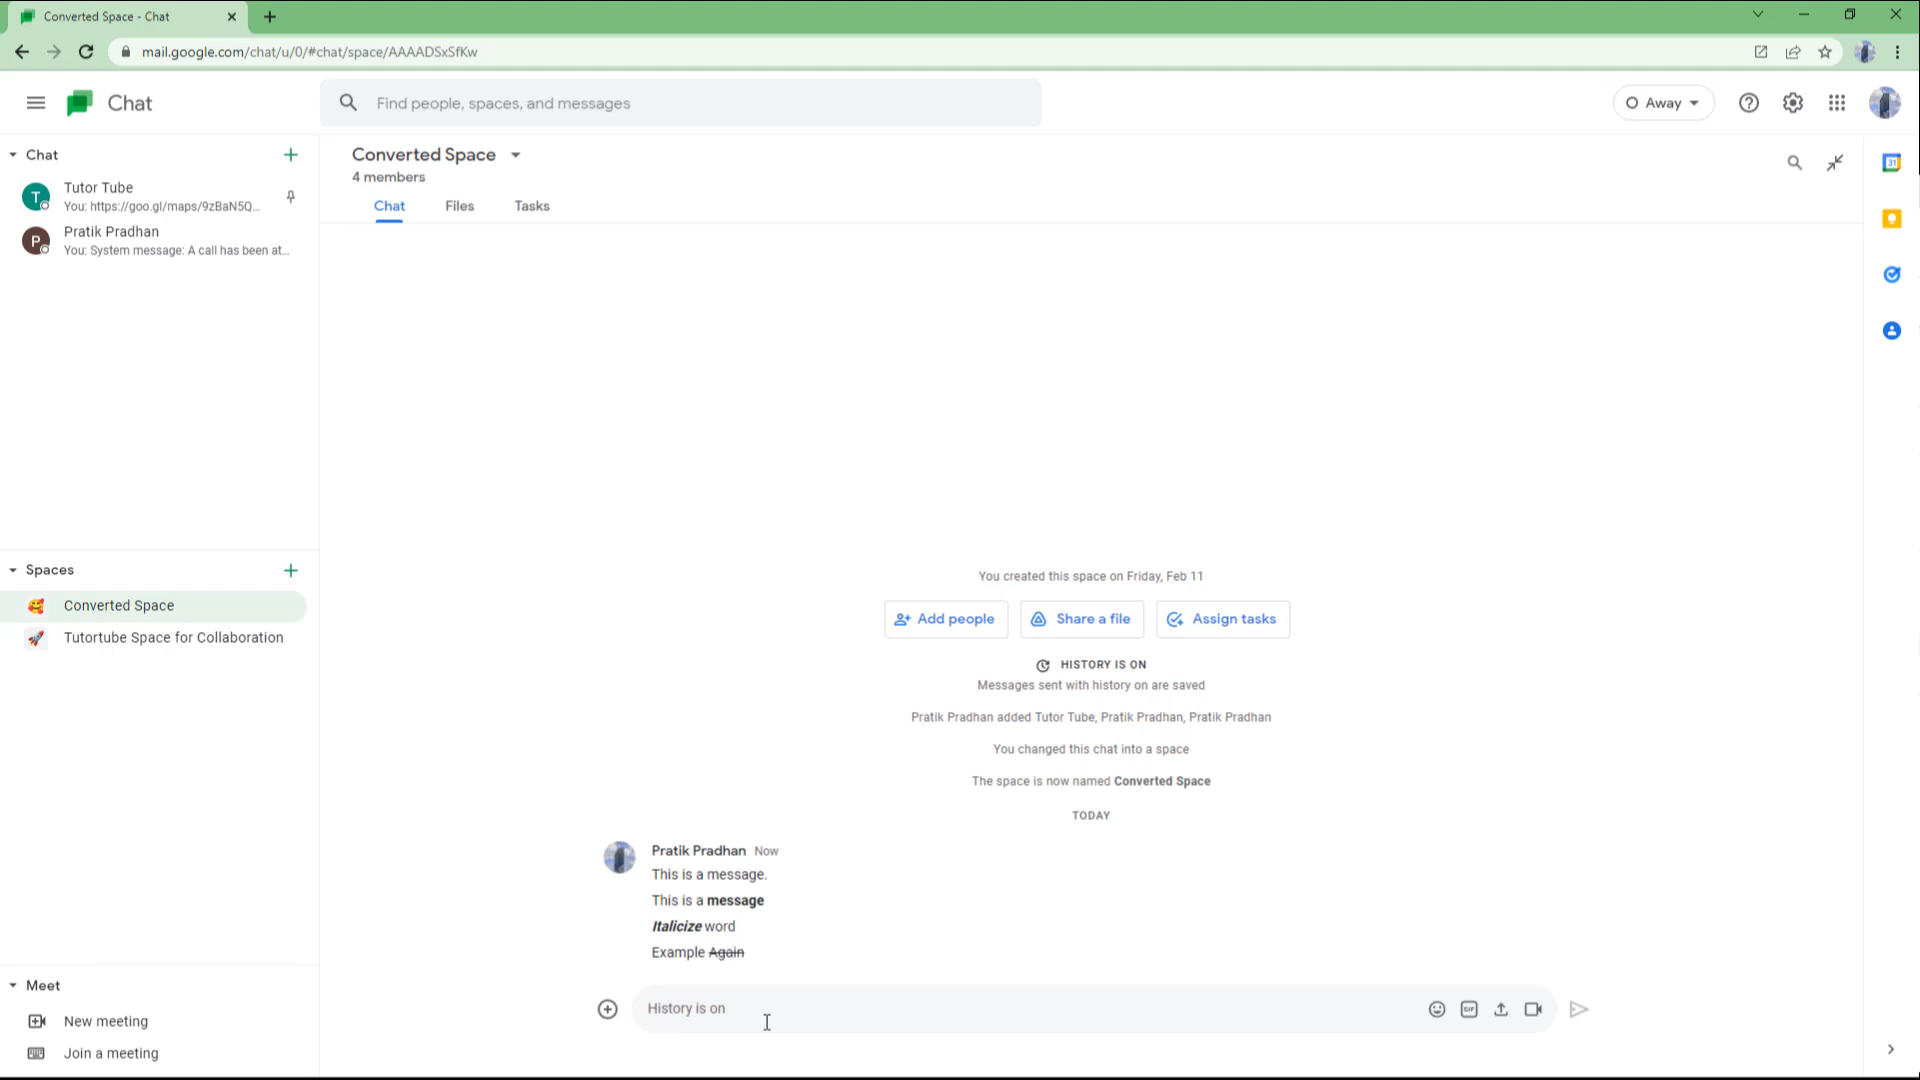 Converted Space - Chat
mail.google.com/chat/u/0/#chat/space/AAAADSxSfKw
Chat
Find people, spaces, and messages
Away
Chat
T
Tutor Tube
You: https://goo.gl/maps/9zBaN5Q...
P
Pratik Pradhan
You: System message: A call has been at...
Spaces
Converted Space
Tutortube Space for Collaboration
Meet
New meeting
Join a meeting
Converted Space
4 members
Chat Files Tasks
You created this space on Friday, Feb 11
Add people Share a file Assign tasks
HISTORY IS ON
Messages sent with history on are saved
Pratik Pradhan added Tutor Tube, Pratik Pradhan, Pratik Pradhan
You changed this chat into a space
The space is now named Converted Space
TODAY
Pratik Pradhan Now
This is a message.
This is a message
Italicize word
Example Again
History is on
GIF
31